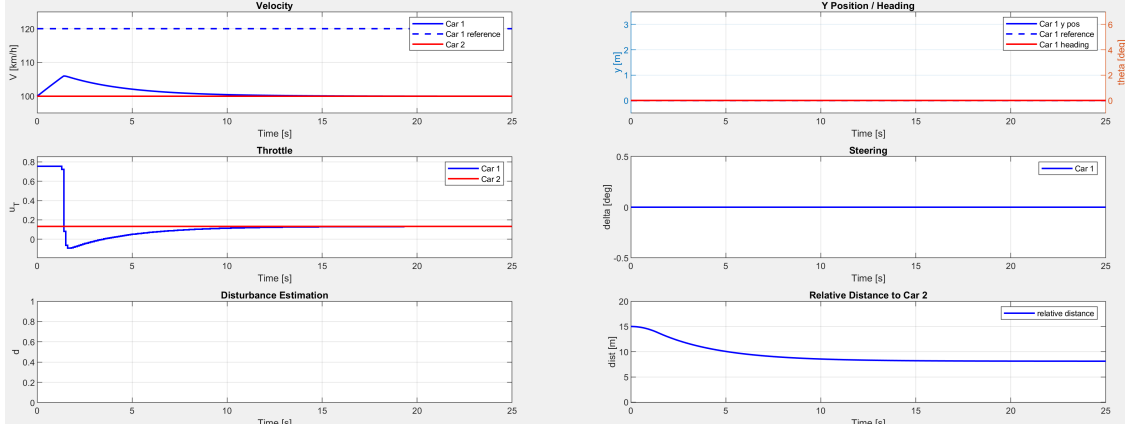 Velocity
V [km/h]
120
110
100
Car 1
Car 1 reference
Car 2
0 5 10 15 20 25
Time [s]
Y Position / Heading
y [m]
3
2
1
0
Car 1 y pos
Car 1 reference
Car 1 heading
6
4
2
0
theta [deg]
0 5 10 15 20 25
Time [s]
Throttle
u_T
0.8
0.6
0.4
0.2
0
Car 1
Car 2
0 5 10 15 20 25
Time [s]
Steering
delta [deg]
0.5
0
-0.5
Car 1
0 5 10 15 20 25
Time [s]
Disturbance Estimation
d
1
0.8
0.6
0.4
0.2
0
0 5 10 15 20 25
Time [s]
Relative Distance to Car 2
dist [m]
20
15
10
5
0
relative distance
0 5 10 15 20 25
Time [s]